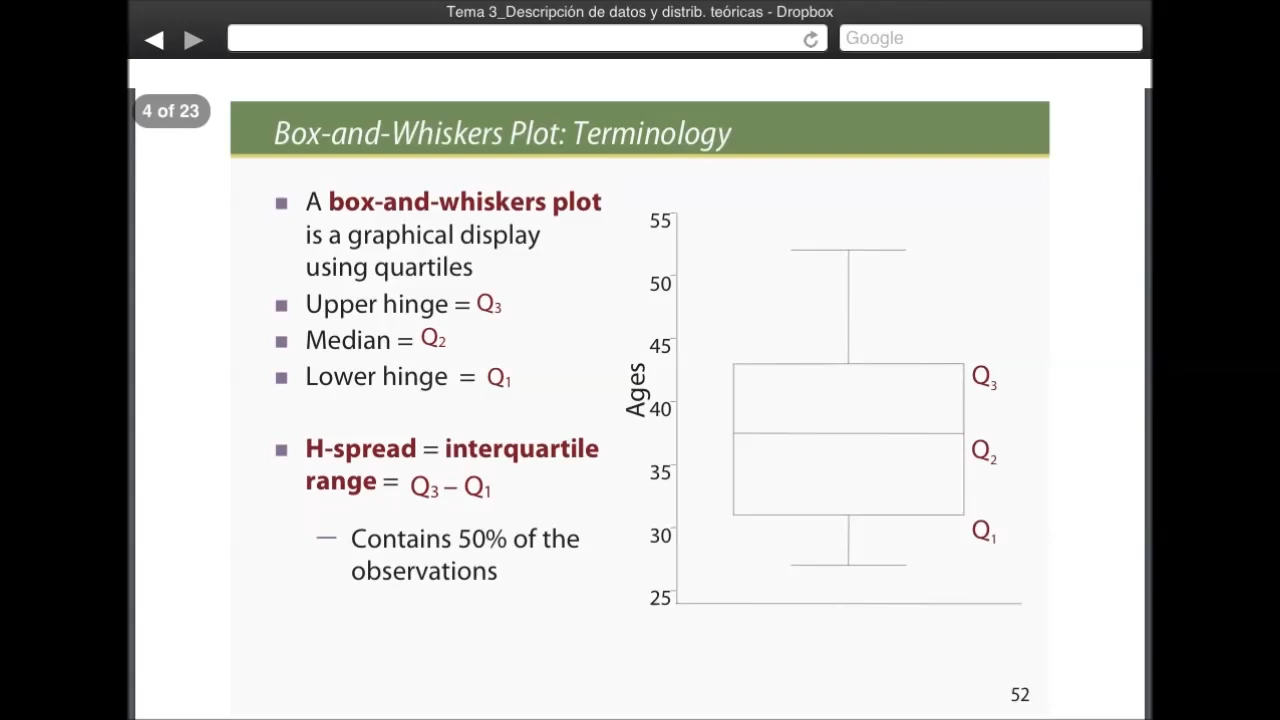 Tema 3_Descripción de datos y distrib. teóricas - Dropbox
Google
4 of 23
Box-and-Whiskers Plot: Terminology
A box-and-whiskers plot
is a graphical display
using quartiles
Upper hinge = Q3
Median = Q2
Lower hinge = Q1
H-spread = interquartile
range = Q3 – Q1
— Contains 50% of the
observations
Ages
55
50
45
40
35
30
25
Q3
Q2
Q1
52